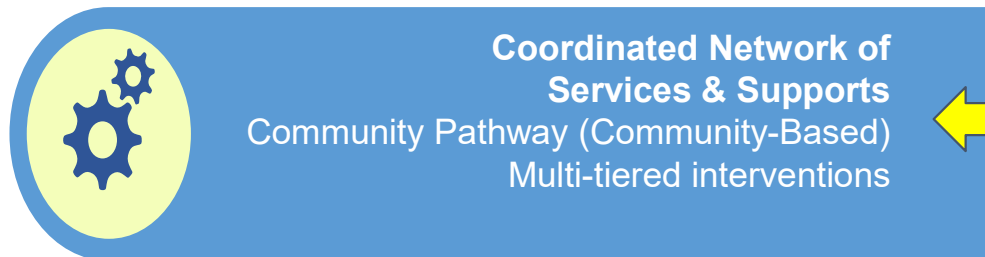 Coordinated Network of
Services & Supports
Community Pathway (Community-Based)
Multi-tiered interventions